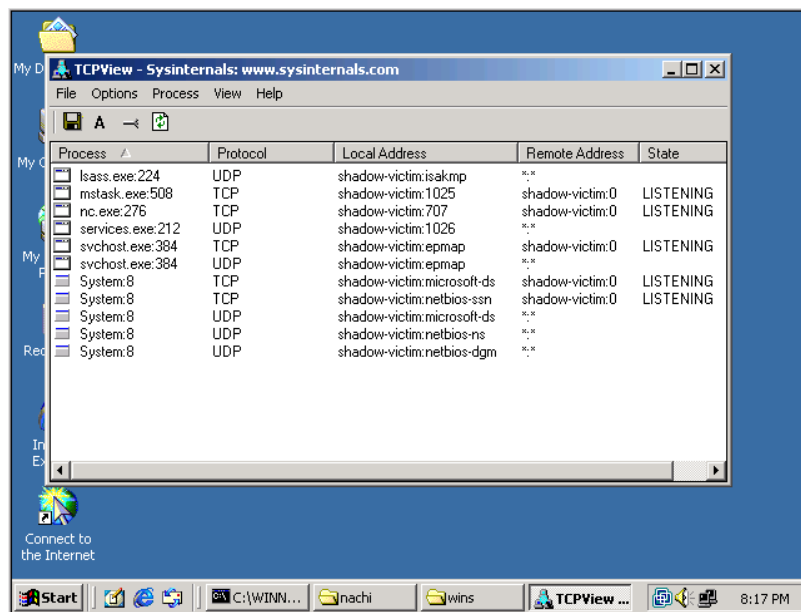 TCPView - Sysinternals: www.sysinternals.com
File Options Process View Help
A
Process Protocol Local Address Remote Address State
lsass.exe:224 UDP shadow-victim:isakmp *:*
mstask.exe:508 TCP shadow-victim:1025 shadow-victim:0 LISTENING
nc.exe:276 TCP shadow-victim:707 shadow-victim:0 LISTENING
services.exe:212 UDP shadow-victim:1026 *:*
svchost.exe:384 TCP shadow-victim:epmap shadow-victim:0 LISTENING
svchost.exe:384 UDP shadow-victim:epmap *:*
System:8 TCP shadow-victim:microsoft-ds shadow-victim:0 LISTENING
System:8 TCP shadow-victim:netbios-ssn shadow-victim:0 LISTENING
System:8 UDP shadow-victim:microsoft-ds *:*
System:8 UDP shadow-victim:netbios-ns *:*
System:8 UDP shadow-victim:netbios-dgm *:*
My D
My C
My
Rec
In
Connect to
the Internet
Start C:\WINN... nachi wins TCPView ... 8:17 PM